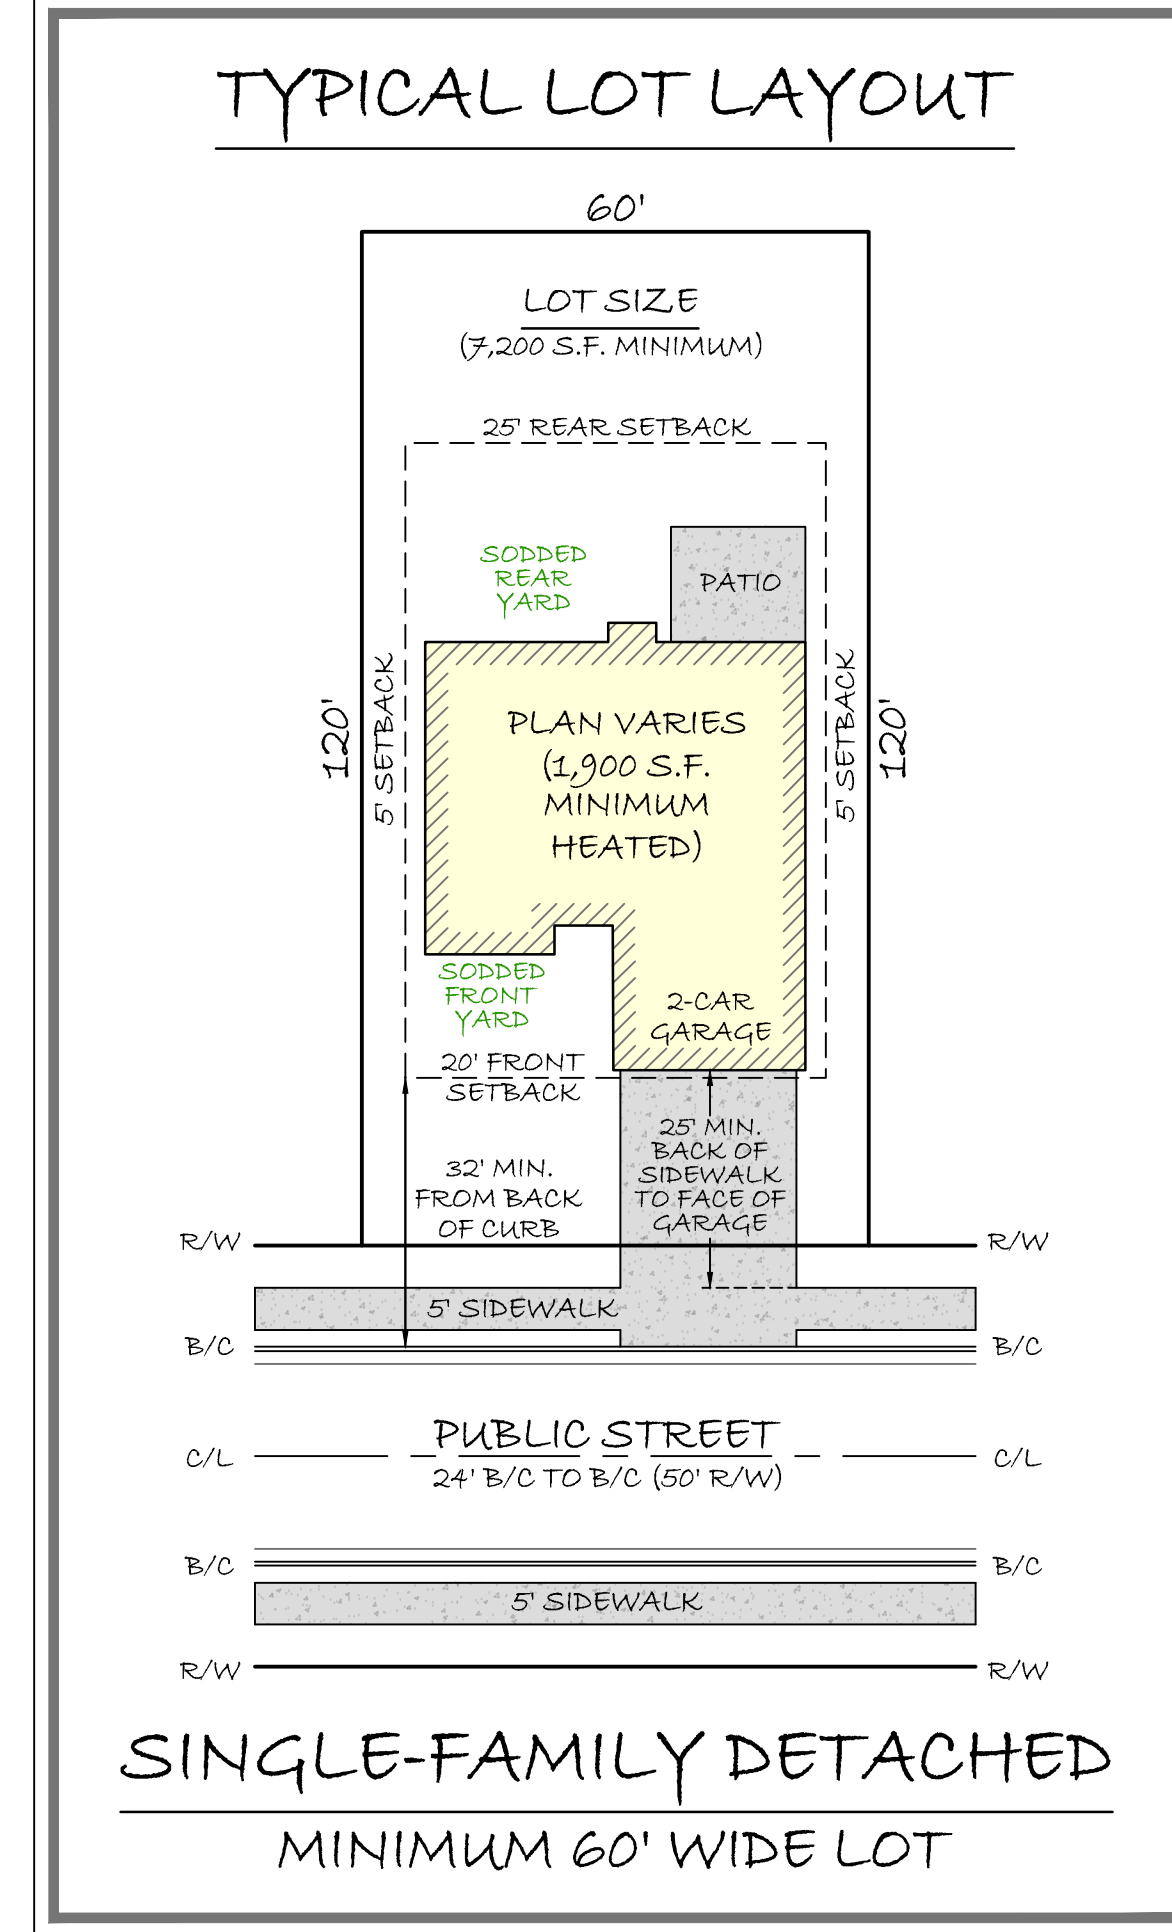 TYPICAL LOT LAYOUT
60'
LOT SIZE
(7,200 S.F. MINIMUM)
25' REAR SETBACK
SODDED
REAR
YARD
PATIO
120'
5' SETBACK
PLAN VARIES
(1,900 S.F.
MINIMUM
HEATED)
5' SETBACK
120'
SODDED
FRONT
YARD
2-CAR
GARAGE
20' FRONT
SETBACK
25' MIN.
BACK OF
SIDEWALK
TO FACE OF
GARAGE
32' MIN.
FROM BACK
OF CURB
R/W R/W
5' SIDEWALK
B/C B/C
PUBLIC STREET
C/L C/L
24' B/C TO B/C (50' R/W)
B/C B/C
5' SIDEWALK
R/W R/W
SINGLE-FAMILY DETACHED
MINIMUM 60' WIDE LOT